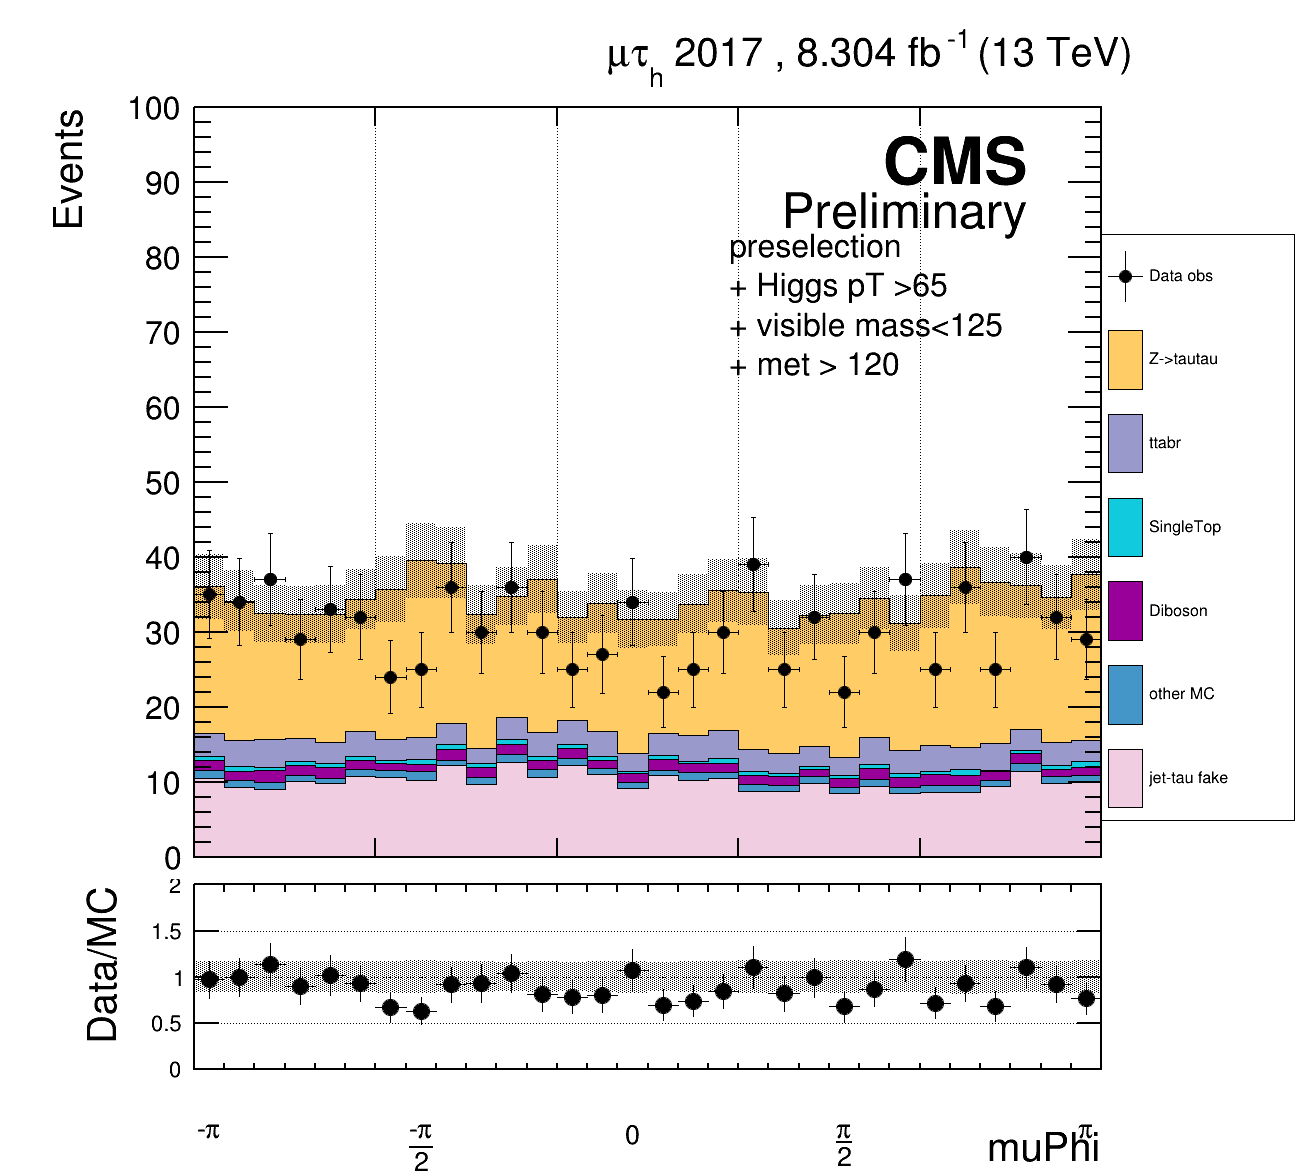 μτh 2017 , 8.304 fb-1 (13 TeV)
Events
100
90
80
70
60
50
40
30
20
10
0
CMS
Preliminary
preselection
+ Higgs pT >65
+ visible mass<125
+ met > 120
Data obs
Z->tautau
ttabr
SingleTop
Diboson
other MC
jet-tau fake
Data/MC
2
1.5
1
0.5
0
-π
-π/2
0
π/2
π
muPhi